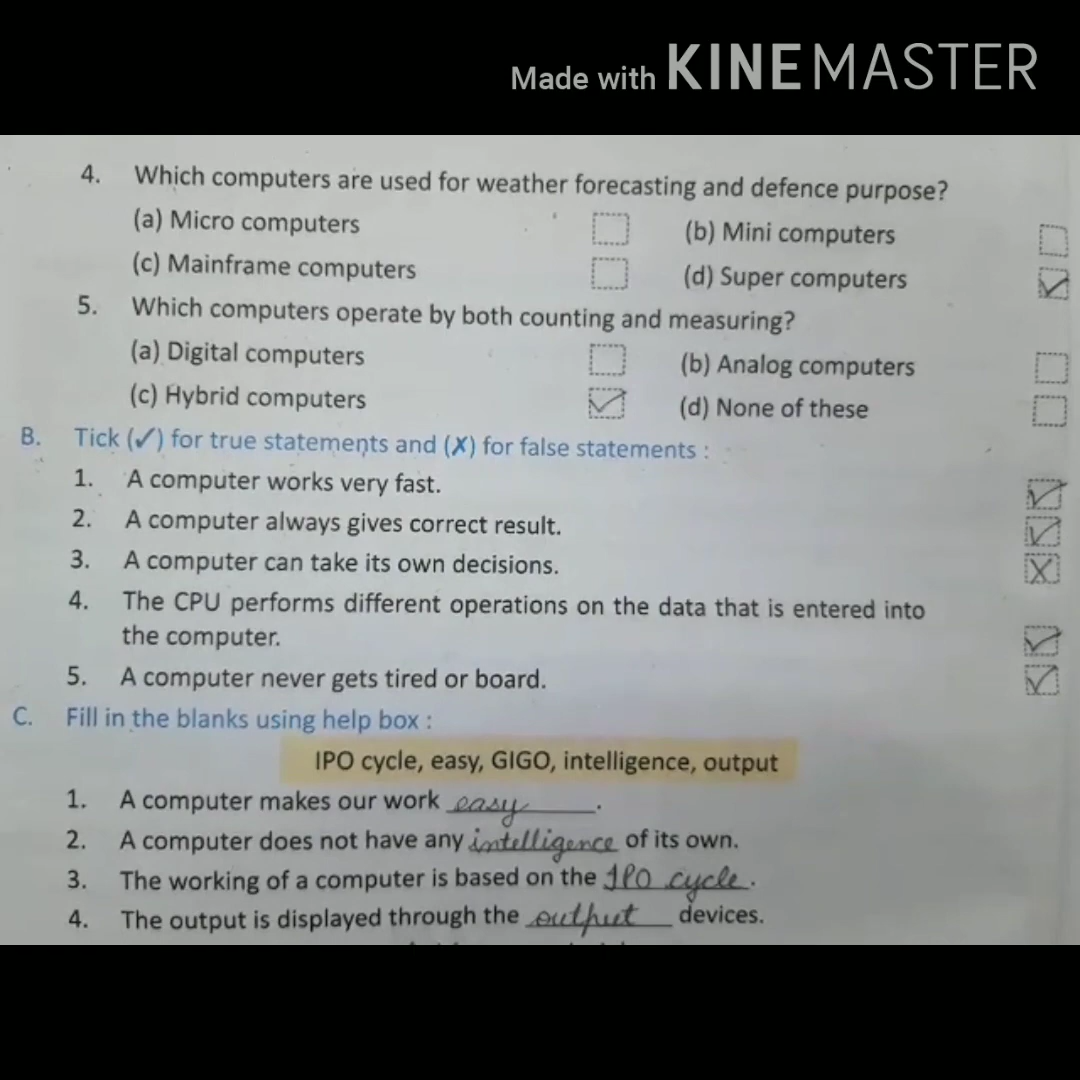 Made with KINEMASTER
4. Which computers are used for weather forecasting and defence purpose?
(a) Micro computers (b) Mini computers
(c) Mainframe computers (d) Super computers ✓
5. Which computers operate by both counting and measuring?
(a) Digital computers (b) Analog computers
(c) Hybrid computers ✓ (d) None of these
B. Tick (✓) for true statements and (✗) for false statements :
1. A computer works very fast. ✓
2. A computer always gives correct result. ✓
3. A computer can take its own decisions. X
4. The CPU performs different operations on the data that is entered into
the computer. ✓
5. A computer never gets tired or board. ✓
C. Fill in the blanks using help box :
IPO cycle, easy, GIGO, intelligence, output
1. A computer makes our work easy.
2. A computer does not have any intelligence of its own.
3. The working of a computer is based on the IPO cycle.
4. The output is displayed through the output devices.